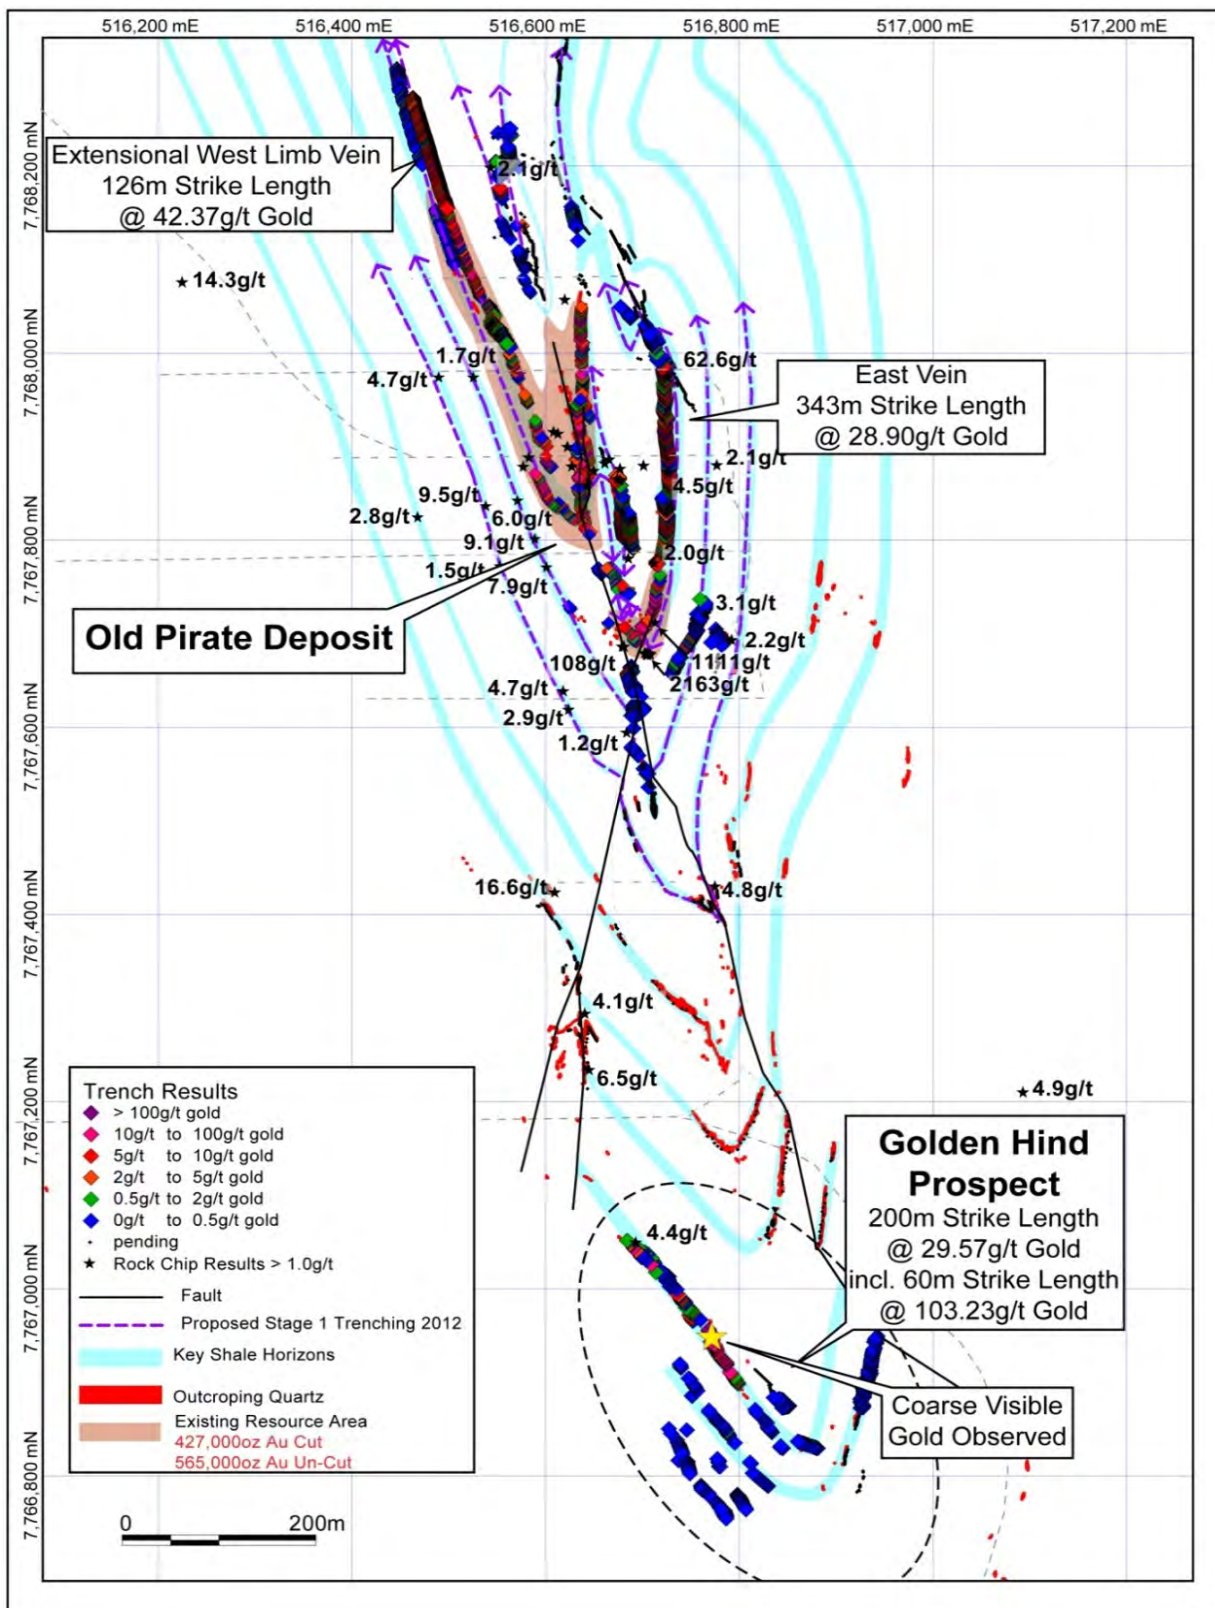 516,200 mE
516,400 mE
516,600 mE
516,800 mE
517,000 mE
517,200 mE
7,768,200 mN
7,768,000 mN
7,767,800 mN
7,767,600 mN
7,767,400 mN
7,767,200 mN
7,767,000 mN
7,766,800 mN
Extensional West Limb Vein
126m Strike Length
@ 42.37g/t Gold
2.1g/t
14.3g/t
1.7g/t
4.7g/t
62.6g/t
East Vein
343m Strike Length
@ 28.90g/t Gold
2.1g/t
4.5g/t
9.5g/t
2.8g/t
6.0g/t
9.1g/t
2.0g/t
1.5g/t
7.9g/t
Old Pirate Deposit
3.1g/t
2.2g/t
108g/t
1111g/t
2163g/t
4.7g/t
2.9g/t
1.2g/t
16.6g/t
4.8g/t
4.1g/t
6.5g/t
4.9g/t
Golden Hind
Prospect
200m Strike Length
@ 29.57g/t Gold
incl. 60m Strike Length
@ 103.23g/t Gold
4.4g/t
Coarse Visible
Gold Observed
Trench Results
> 100g/t gold
10g/t to 100g/t gold
5g/t to 10g/t gold
2g/t to 5g/t gold
0.5g/t to 2g/t gold
0g/t to 0.5g/t gold
pending
Rock Chip Results > 1.0g/t
Fault
Proposed Stage 1 Trenching 2012
Key Shale Horizons
Outcroping Quartz
Existing Resource Area
427,000oz Au Cut
565,000oz Au Un-Cut
0 200m